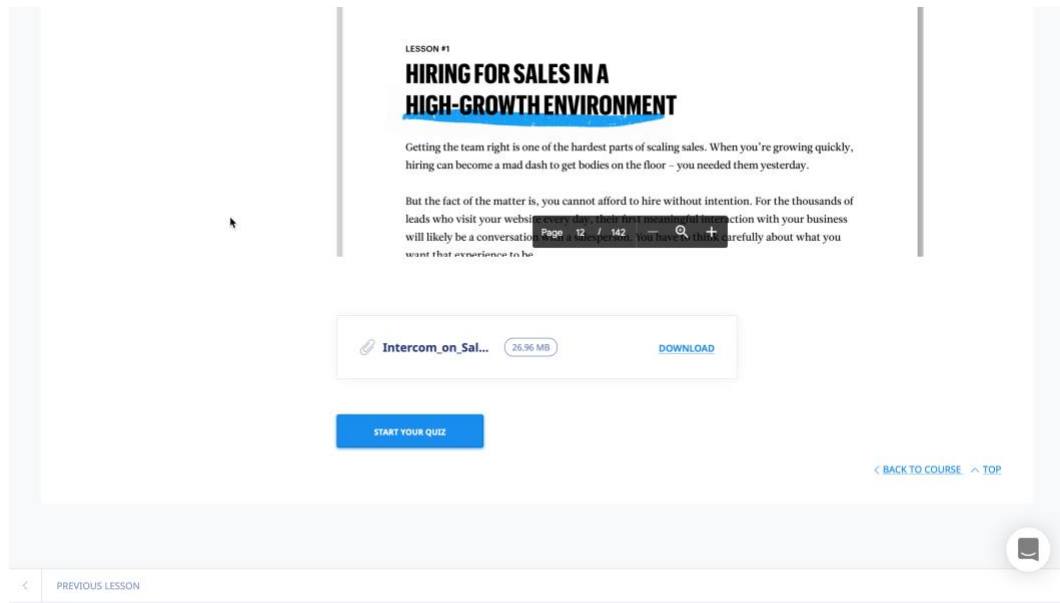 LESSON #1
HIRING FOR SALES IN A
HIGH-GROWTH ENVIRONMENT
Getting the team right is one of the hardest parts of scaling sales. When you’re growing quickly,
hiring can become a mad dash to get bodies on the floor – you needed them yesterday.
But the fact of the matter is, you cannot afford to hire without intention. For the thousands of
leads who visit your website every day, their first meaningful interaction with your business
will likely be a conversation with a salesperson. You have to think carefully about what you
want that experience to be
Page 12 / 142
Intercom_on_Sal... 26.96 MB DOWNLOAD
START YOUR QUIZ
BACK TO COURSE TOP
PREVIOUS LESSON